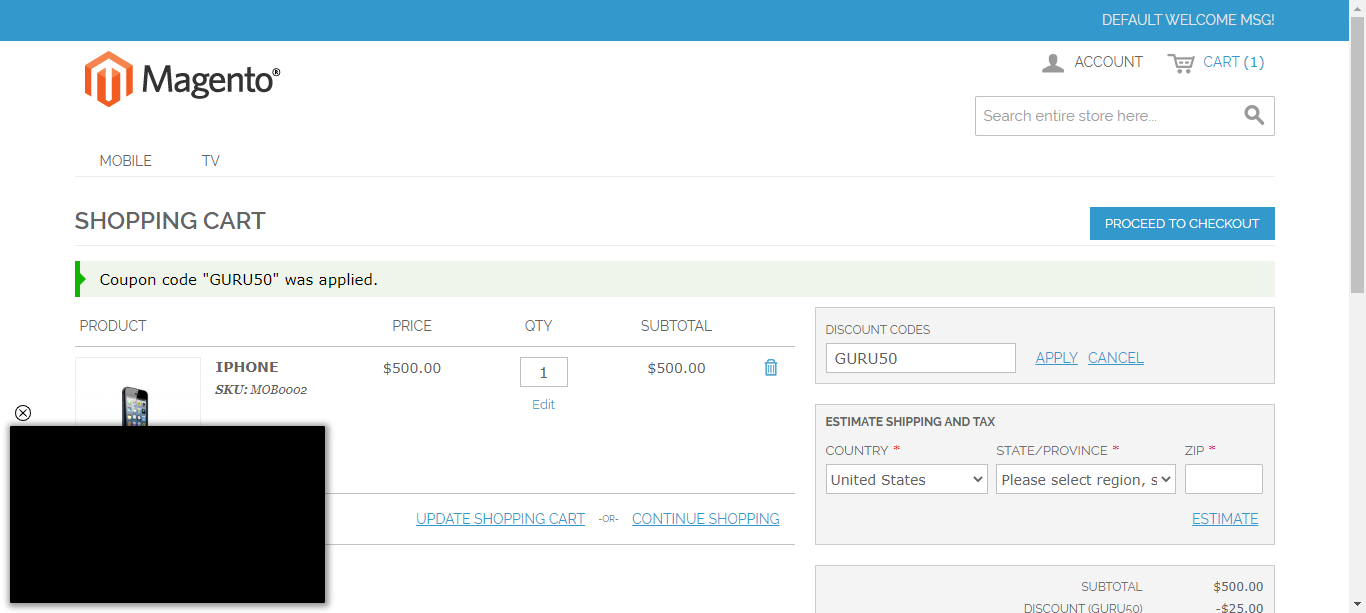 DEFAULT WELCOME MSG!
Magento®
ACCOUNT
CART (1)
Search entire store here...
MOBILE
TV
SHOPPING CART
PROCEED TO CHECKOUT
Coupon code "GURU50" was applied.
PRODUCT PRICE QTY SUBTOTAL
IPHONE $500.00 1 $500.00
SKU: MOB0002
Edit
UPDATE SHOPPING CART -OR- CONTINUE SHOPPING
DISCOUNT CODES
GURU50 APPLY CANCEL
ESTIMATE SHIPPING AND TAX
COUNTRY * STATE/PROVINCE * ZIP *
United States Please select region, s
ESTIMATE
SUBTOTAL $500.00
DISCOUNT (GURU50) -$25.00